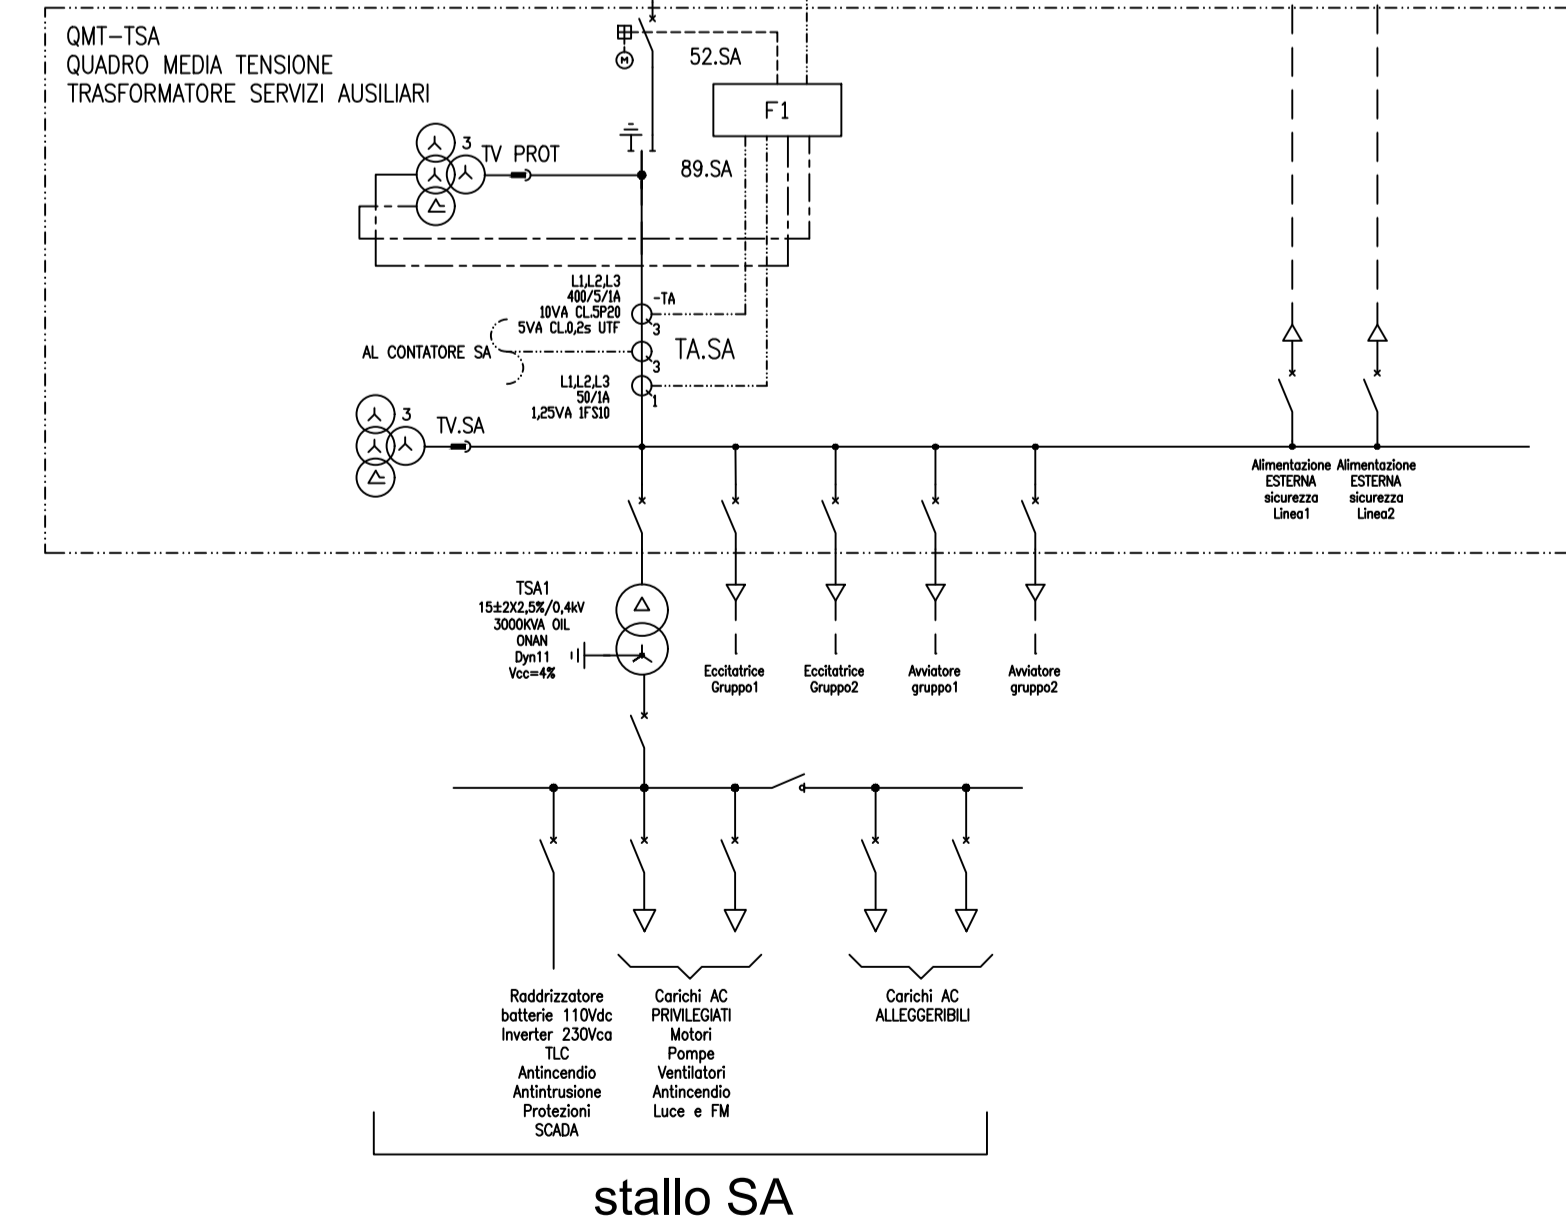 QMT-TSA
QUADRO MEDIA TENSIONE
TRASFORMATORE SERVIZI AUSILIARI
M
52.SA
F1
3
TV PROT
89.SA
L1,L2,L3
400/5/1A
10VA CL.5P20
5VA CL.0,2s UTF
-TA
3
AL CONTATORE SA
TA.SA
3
L1,L2,L3
50/1A
1,25VA 1FS10
1
3
TV.SA
Alimentazione
ESTERNA
sicurezza
Linea1
Alimentazione
ESTERNA
sicurezza
Linea2
TSA1
15±2X2,5%/0,4kV
3000KVA OIL
ONAN
Dyn11
Vcc=4%
Eccitatrice
Gruppo1
Eccitatrice
Gruppo2
Avviatore
gruppo1
Avviatore
gruppo2
Raddrizzatore
batterie 110Vdc
Inverter 230Vca
TLC
Antincendio
Antintrusione
Protezioni
SCADA
Carichi AC
PRIVILEGIATI
Motori
Pompe
Ventilatori
Antincendio
Luce e FM
Carichi AC
ALLEGGERIBILI
stallo SA